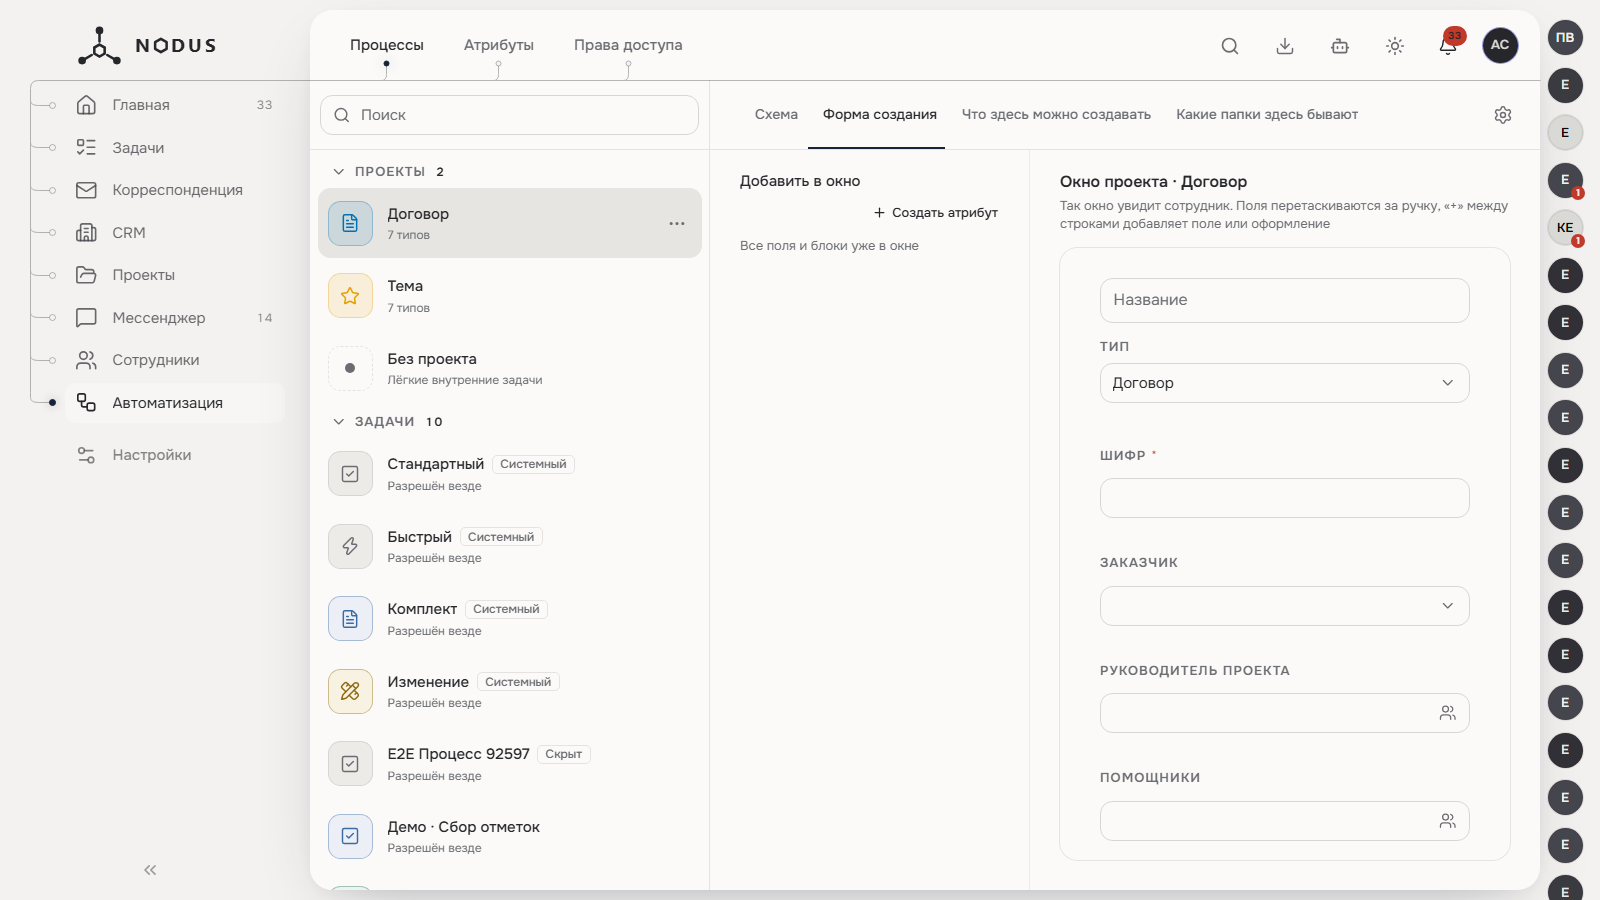 NODUS
Главная 33
Задачи
Корреспонденция
CRM
Проекты
Мессенджер 14
Сотрудники
Автоматизация
Настройки
Процессы
Атрибуты
Права доступа
33
АС
Поиск
ПРОЕКТЫ 2
Договор
7 типов
Тема
7 типов
Без проекта
Лёгкие внутренние задачи
ЗАДАЧИ 10
Стандартный Системный
Разрешён везде
Быстрый Системный
Разрешён везде
Комплект Системный
Разрешён везде
Изменение Системный
Разрешён везде
E2E Процесс 92597 Скрыт
Разрешён везде
Демо · Сбор отметок
Разрешён везде
Схема
Форма создания
Что здесь можно создавать
Какие папки здесь бывают
Добавить в окно
+ Создать атрибут
Все поля и блоки уже в окне
Окно проекта · Договор
Так окно увидит сотрудник. Поля перетаскиваются за ручку, «+» между
строками добавляет поле или оформление
Название
ТИП
Договор
ШИФР *
ЗАКАЗЧИК
РУКОВОДИТЕЛЬ ПРОЕКТА
ПОМОЩНИКИ
ПВ
E
E
E
1
КЕ
1
E
E
E
E
E
E
E
E
E
E
E
E
E
E